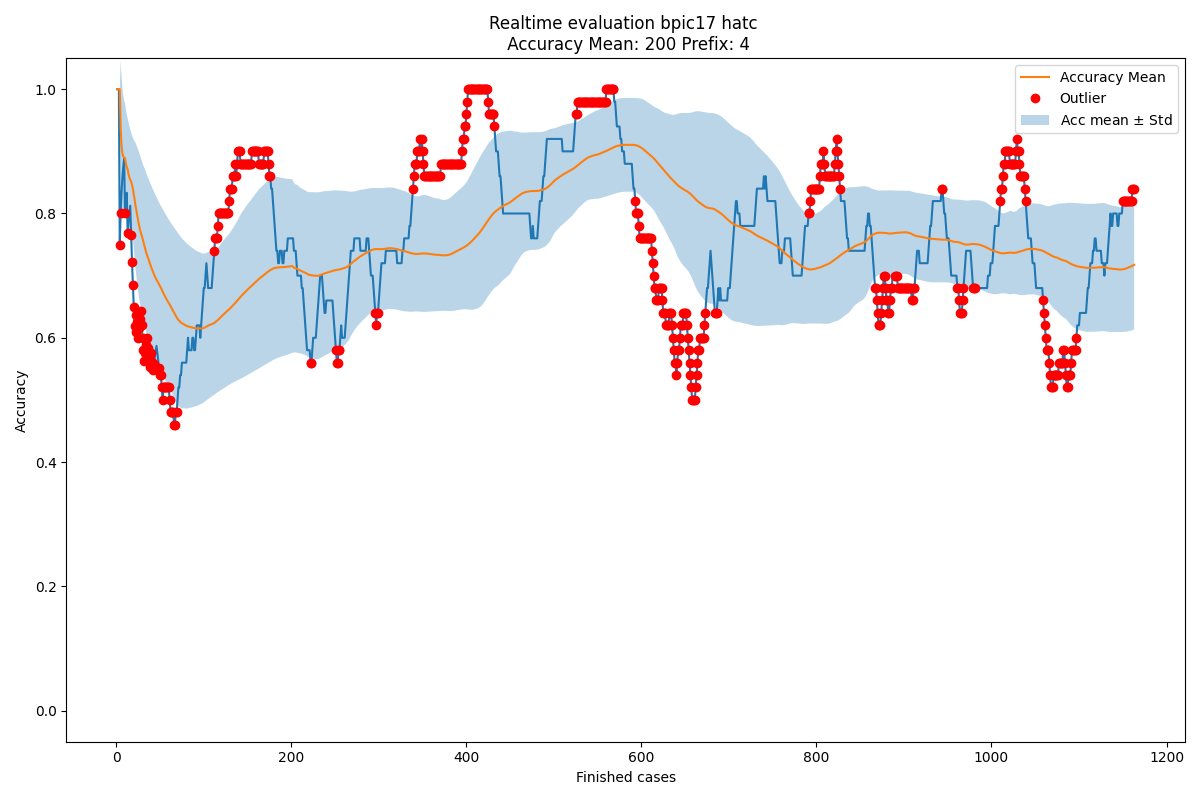 Realtime evaluation bpic17 hatc
Accuracy Mean: 200 Prefix: 4
Accuracy Mean
Outlier
Acc mean ± Std
1.0
0.8
0.6
0.4
0.2
0.0
Accuracy
0
200
400
600
800
1000
1200
Finished cases